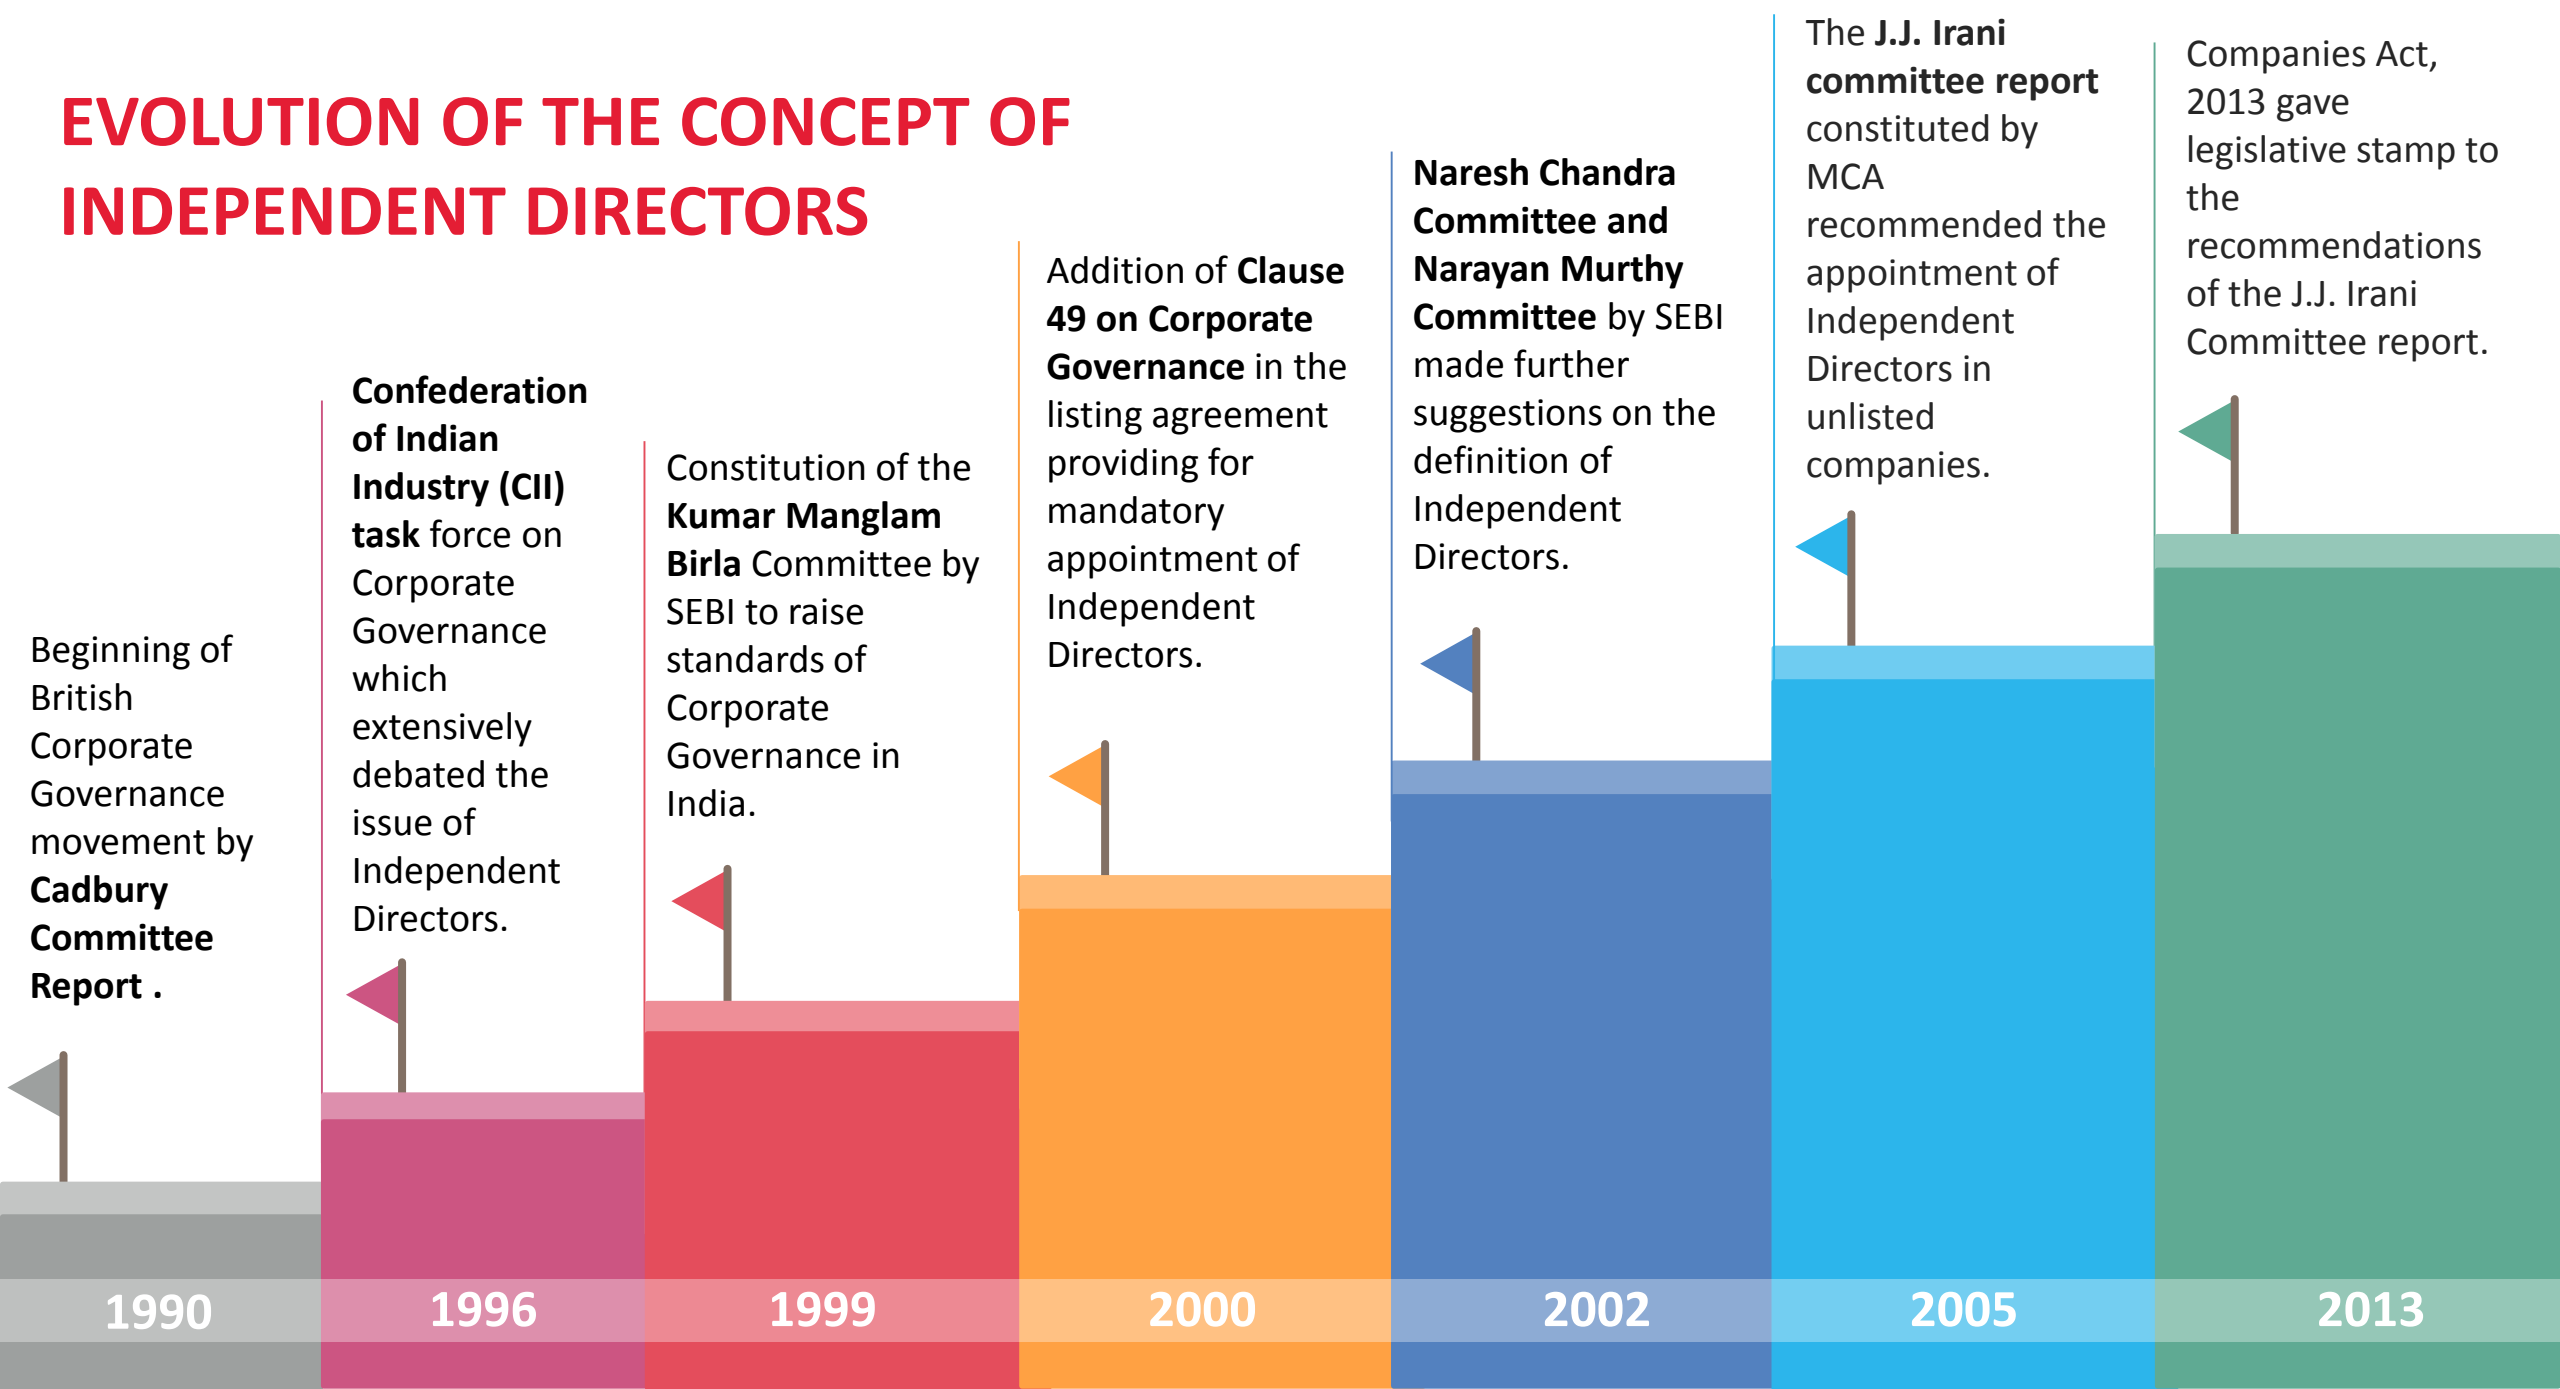 EVOLUTION OF THE CONCEPT OF
INDEPENDENT DIRECTORS
Beginning of
British
Corporate
Governance
movement by
Cadbury
Committee
Report .
Confederation
of Indian
Industry (CII)
task force on
Corporate
Governance
which
extensively
debated the
issue of
Independent
Directors.
Constitution of the
Kumar Manglam
Birla Committee by
SEBI to raise
standards of
Corporate
Governance in
India.
Addition of Clause
49 on Corporate
Governance in the
listing agreement
providing for
mandatory
appointment of
Independent
Directors.
Naresh Chandra
Committee and
Narayan Murthy
Committee by SEBI
made further
suggestions on the
definition of
Independent
Directors.
The J.J. Irani
committee report
constituted by
MCA
recommended the
appointment of
Independent
Directors in
unlisted
companies.
Companies Act,
2013 gave
legislative stamp to
the
recommendations
of the J.J. Irani
Committee report.
1990
1996
1999
2000
2002
2005
2013